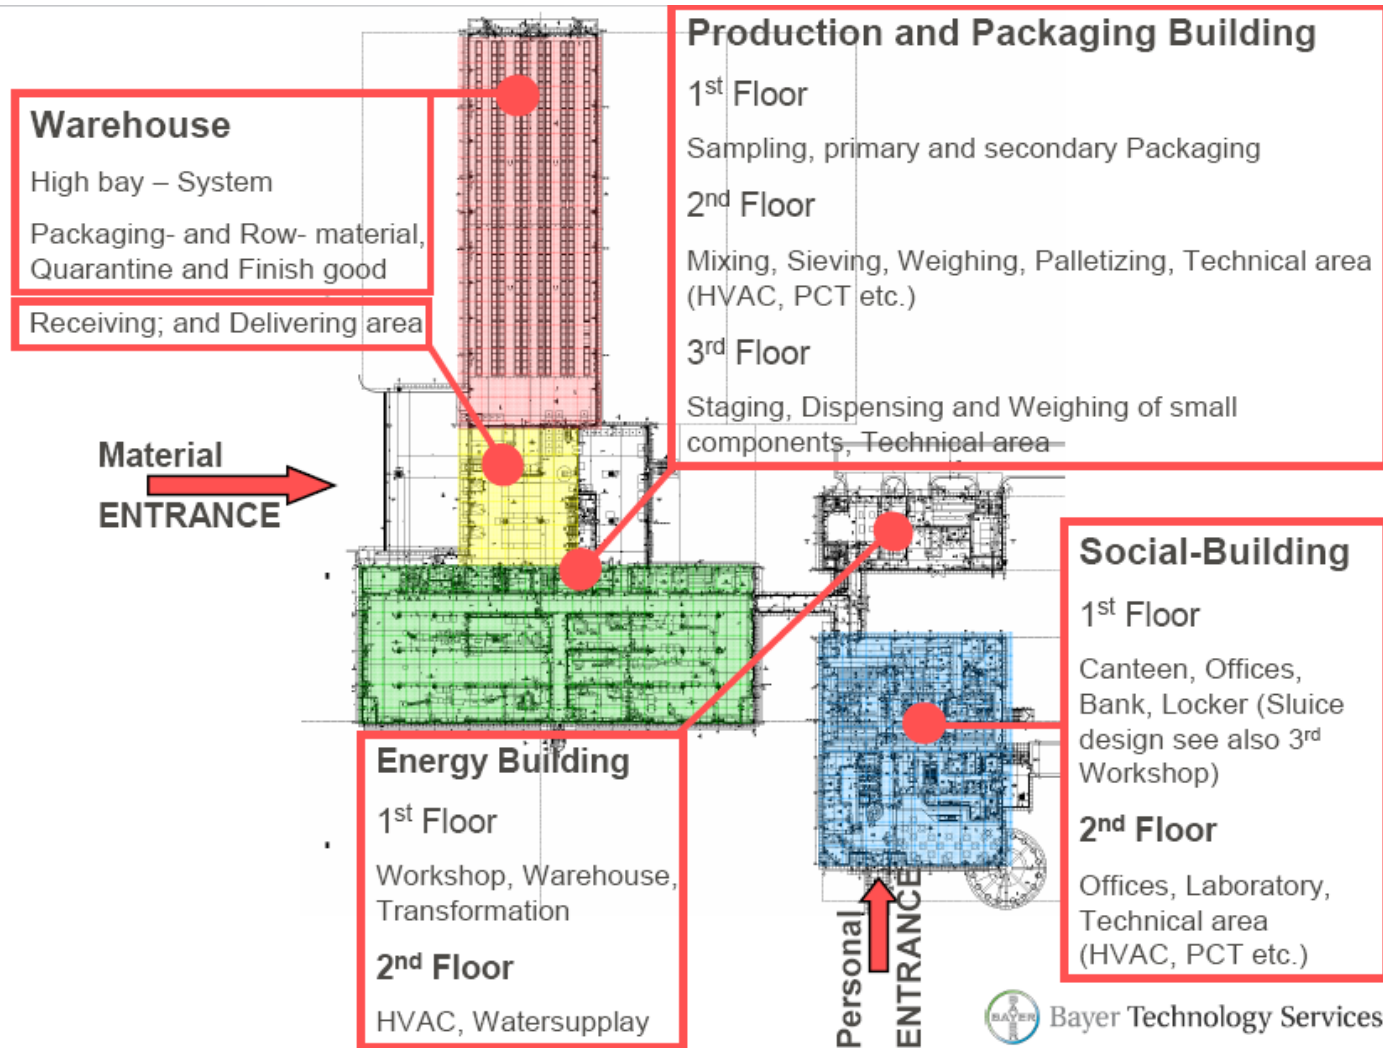 Production and Packaging Building
1st Floor
Sampling, primary and secondary Packaging
2nd Floor
Mixing, Sieving, Weighing, Palletizing, Technical area
(HVAC, PCT etc.)
3rd Floor
Staging, Dispensing and Weighing of small
components, Technical area
Warehouse
High bay – System
Packaging- and Row- material,
Quarantine and Finish good
Receiving; and Delivering area
Material
ENTRANCE
Social-Building
1st Floor
Canteen, Offices,
Bank, Locker (Sluice
design see also 3rd
Workshop)
2nd Floor
Offices, Laboratory,
Technical area
(HVAC, PCT etc.)
Energy Building
1st Floor
Workshop, Warehouse,
Transformation
2nd Floor
HVAC, Watersupplay
Personal
ENTRANCE
BAYER
Bayer Technology Services